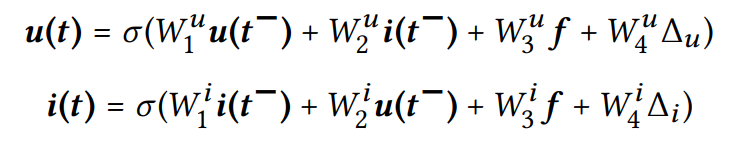 u(t) = σ(W₁ᵘu(t⁻) + W₂ᵘi(t⁻) + W₃ᵘf + W₄ᵘΔᵤ)
i(t) = σ(W₁ⁱi(t⁻) + W₂ⁱu(t⁻) + W₃ⁱf + W₄ⁱΔᵢ)